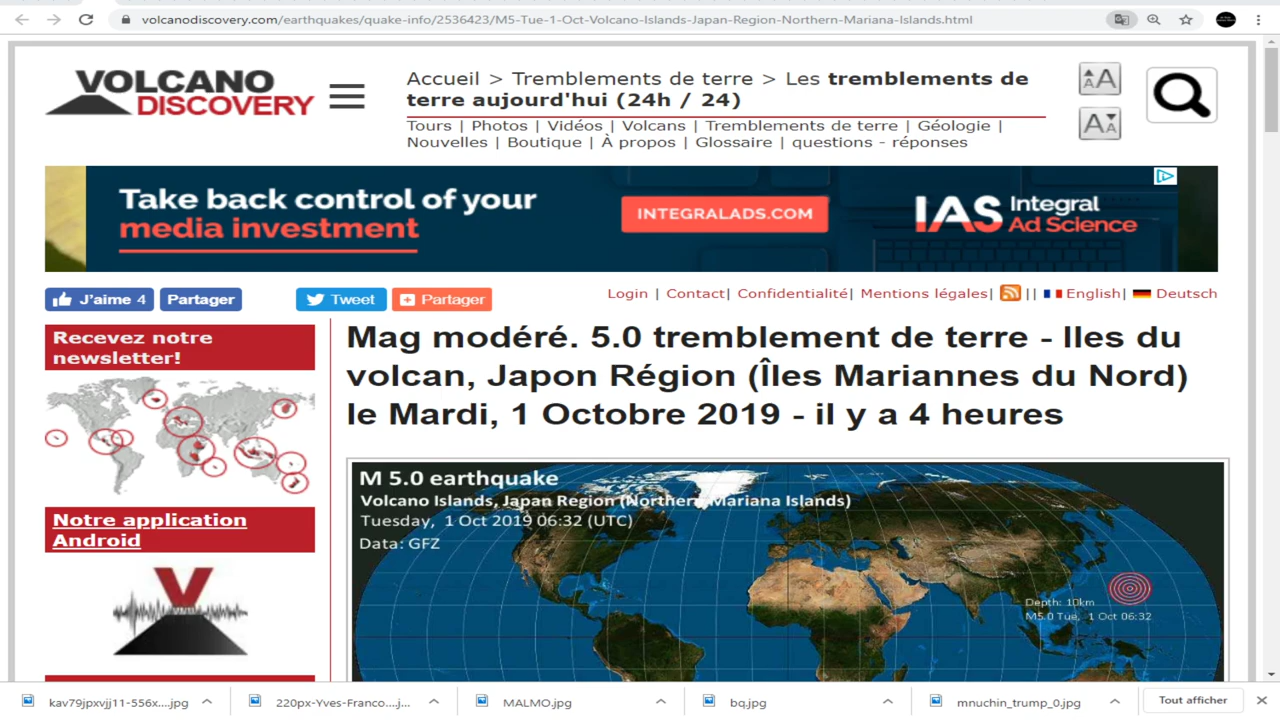 volcanodiscovery.com/earthquakes/quake-info/2536423/M5-Tue-1-Oct-Volcano-Islands-Japan-Region-Northern-Mariana-Islands.html
VOLCANO
DISCOVERY
Accueil > Tremblements de terre > Les tremblements de
terre aujourd'hui (24h / 24)
Tours | Photos | Vidéos | Volcans | Tremblements de terre | Géologie |
Nouvelles | Boutique | À propos | Glossaire | questions - réponses
AA
AA
Take back control of your
media investment
INTEGRALADS.COM
IAS Integral
Ad Science
J'aime 4 Partager Tweet Partager
Login | Contact| Confidentialité| Mentions légales| || English| Deutsch
Recevez notre
newsletter!
Mag modéré. 5.0 tremblement de terre - Iles du
volcan, Japon Région (Îles Mariannes du Nord)
le Mardi, 1 Octobre 2019 - il y a 4 heures
Notre application
Android
M 5.0 earthquake
Volcano Islands, Japan Region (Northern Mariana Islands)
Tuesday, 1 Oct 2019 06:32 (UTC)
Data: GFZ
Depth: 10km
M5.0 Tue, 1 Oct 06:32
kav79jpxvjj11-556x....jpg 220px-Yves-Franco....j... MALMO.jpg bq.jpg mnuchin_trump_0.jpg Tout afficher